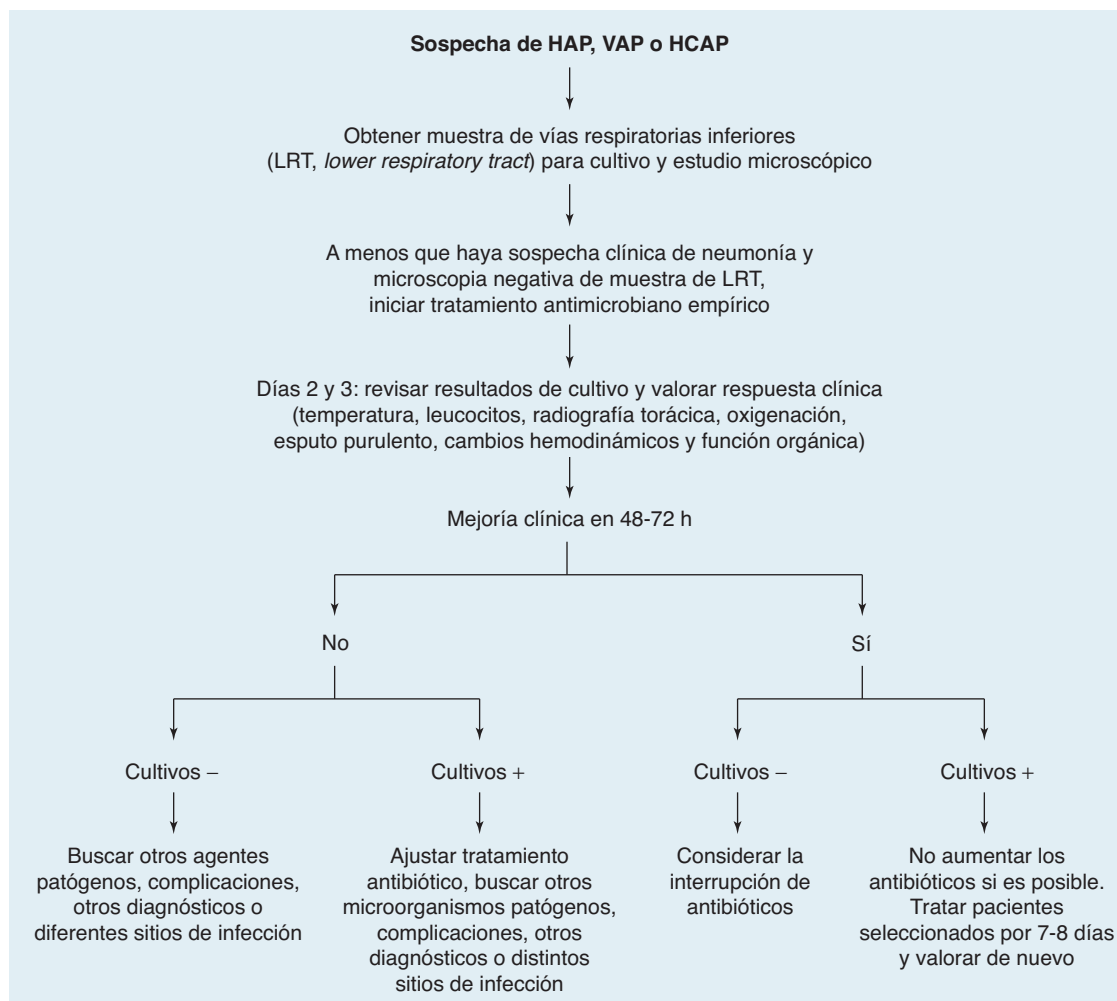 Sospecha de HAP, VAP o HCAP
Obtener muestra de vías respiratorias inferiores
(LRT, lower respiratory tract) para cultivo y estudio microscópico
A menos que haya sospecha clínica de neumonía y
microscopia negativa de muestra de LRT,
iniciar tratamiento antimicrobiano empírico
Días 2 y 3: revisar resultados de cultivo y valorar respuesta clínica
(temperatura, leucocitos, radiografía torácica, oxigenación,
esputo purulento, cambios hemodinámicos y función orgánica)
Mejoría clínica en 48-72 h
No
Sí
Cultivos −
Cultivos +
Cultivos −
Cultivos +
Buscar otros agentes
patógenos, complicaciones,
otros diagnósticos o
diferentes sitios de infección
Ajustar tratamiento
antibiótico, buscar otros
microorganismos patógenos,
complicaciones, otros
diagnósticos o distintos
sitios de infección
Considerar la
interrupción de
antibióticos
No aumentar los
antibióticos si es posible.
Tratar pacientes
seleccionados por 7-8 días
y valorar de nuevo